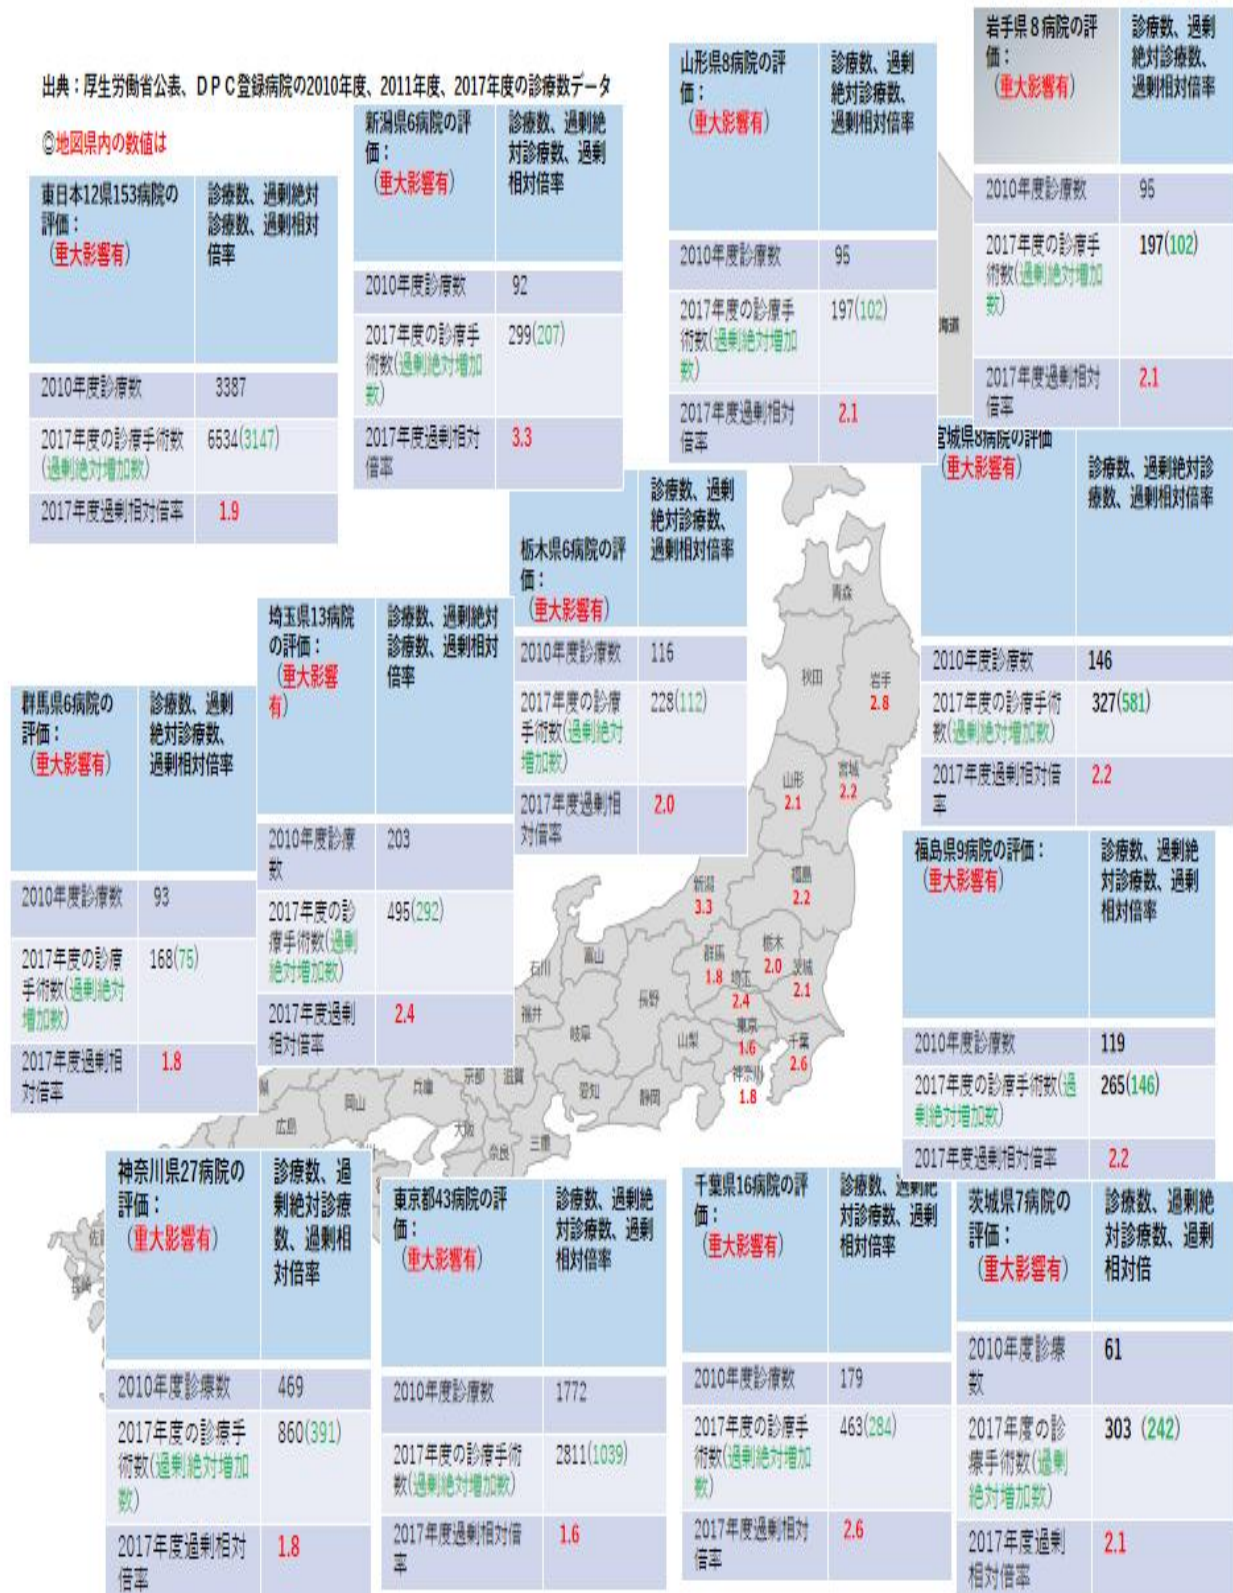 出典：厚生労働省公表、ＤＰＣ登録病院の2010年度、2011年度、2017年度の診療数データ
◎地図県内の数値は
東日本12県153病院の
評価：
（重大影響有）
診療数、過剰絶対
診療数、過剰相対
倍率
2010年度診療数
3387
2017年度の診療手術数
(過剰絶対増加数)
6534(3147)
2017年度過剰相対倍率
1.9
新潟県6病院の評
価：
（重大影響有）
診療数、過剰絶
対診療数、過剰
相対倍率
2010年度診療数
92
2017年度の診療手
術数(過剰絶対増加
数)
299(207)
2017年度過剰相対
倍率
3.3
山形県8病院の評
価：
（重大影響有）
診療数、過剰
絶対診療数、
過剰相対倍率
2010年度診療数
95
2017年度の診療手
術数(過剰絶対増加
数)
197(102)
2017年度過剰相対
倍率
2.1
岩手県８病院の評
価：
（重大影響有）
診療数、過剰
絶対診療数、
過剰相対倍率
2010年度診療数
95
2017年度の診療手
術数(過剰絶対増加
数)
197(102)
2017年度過剰相対
倍率
2.1
海道
宮城県8病院の評価
（重大影響有）
診療数、過剰絶対診
療数、過剰相対倍率
2010年度診療数
146
2017年度の診療手術
数(過剰絶対増加数)
327(581)
2017年度過剰相対倍
率
2.2
栃木県6病院の評
価：
（重大影響有）
診療数、過剰
絶対診療数、
過剰相対倍率
2010年度診療数
116
2017年度の診療
手術数(過剰絶対
増加数)
228(112)
2017年度過剰相
対倍率
2.0
埼玉県13病院
の評価：
（重大影響
有）
診療数、過剰絶対
診療数、過剰相対
倍率
2010年度診療
数
203
2017年度の診
療手術数(過剰
絶対増加数)
495(292)
2017年度過剰
相対倍率
2.4
群馬県6病院の
評価：
（重大影響有）
診療数、過剰
絶対診療数、
過剰相対倍率
2010年度診療数
93
2017年度の診療
手術数(過剰絶対
増加数)
168(75)
2017年度過剰相
対倍率
1.8
福島県9病院の評価：
（重大影響有）
診療数、過剰絶
対診療数、過剰
相対倍率
2010年度診療数
119
2017年度の診療手術数(過
剰絶対増加数)
265(146)
2017年度過剰相対倍率
2.2
青森
秋田
岩手
2.8
山形
2.1
宮城
2.2
福島
2.2
新潟
3.3
群馬
1.8
栃木
2.0
茨城
2.1
埼玉
2.4
東京
1.6
千葉
2.6
神奈川
1.8
石川
富山
長野
福井
岐阜
山梨
静岡
愛知
滋賀
京都
兵庫
岡山
県
広島
大阪
奈良
三重
佐賀
長崎
神奈川県27病院の
評価：
（重大影響有）
診療数、過
剰絶対診療
数、過剰相
対倍率
2010年度診療数
469
2017年度の診療手
術数(過剰絶対増加
数)
860(391)
2017年度過剰相対
倍率
1.8
東京都43病院の評
価：
（重大影響有）
診療数、過剰絶
対診療数、過剰
相対倍率
2010年度診療数
1772
2017年度の診療手術
数(過剰絶対増加数)
2811(1039)
2017年度過剰相対倍
率
1.6
千葉県16病院の評
価：
（重大影響有）
診療数、過剰絶
対診療数、過剰
相対倍率
2010年度診療数
179
2017年度の診療手
術数(過剰絶対増加
数)
463(284)
2017年度過剰相対
倍率
2.6
茨城県7病院の
評価：
（重大影響有）
診療数、過剰絶
対診療数、過剰
相対倍
2010年度診療
数
61
2017年度の診
療手術数(過剰
絶対増加数)
303 (242)
2017年度過剰
相対倍率
2.1